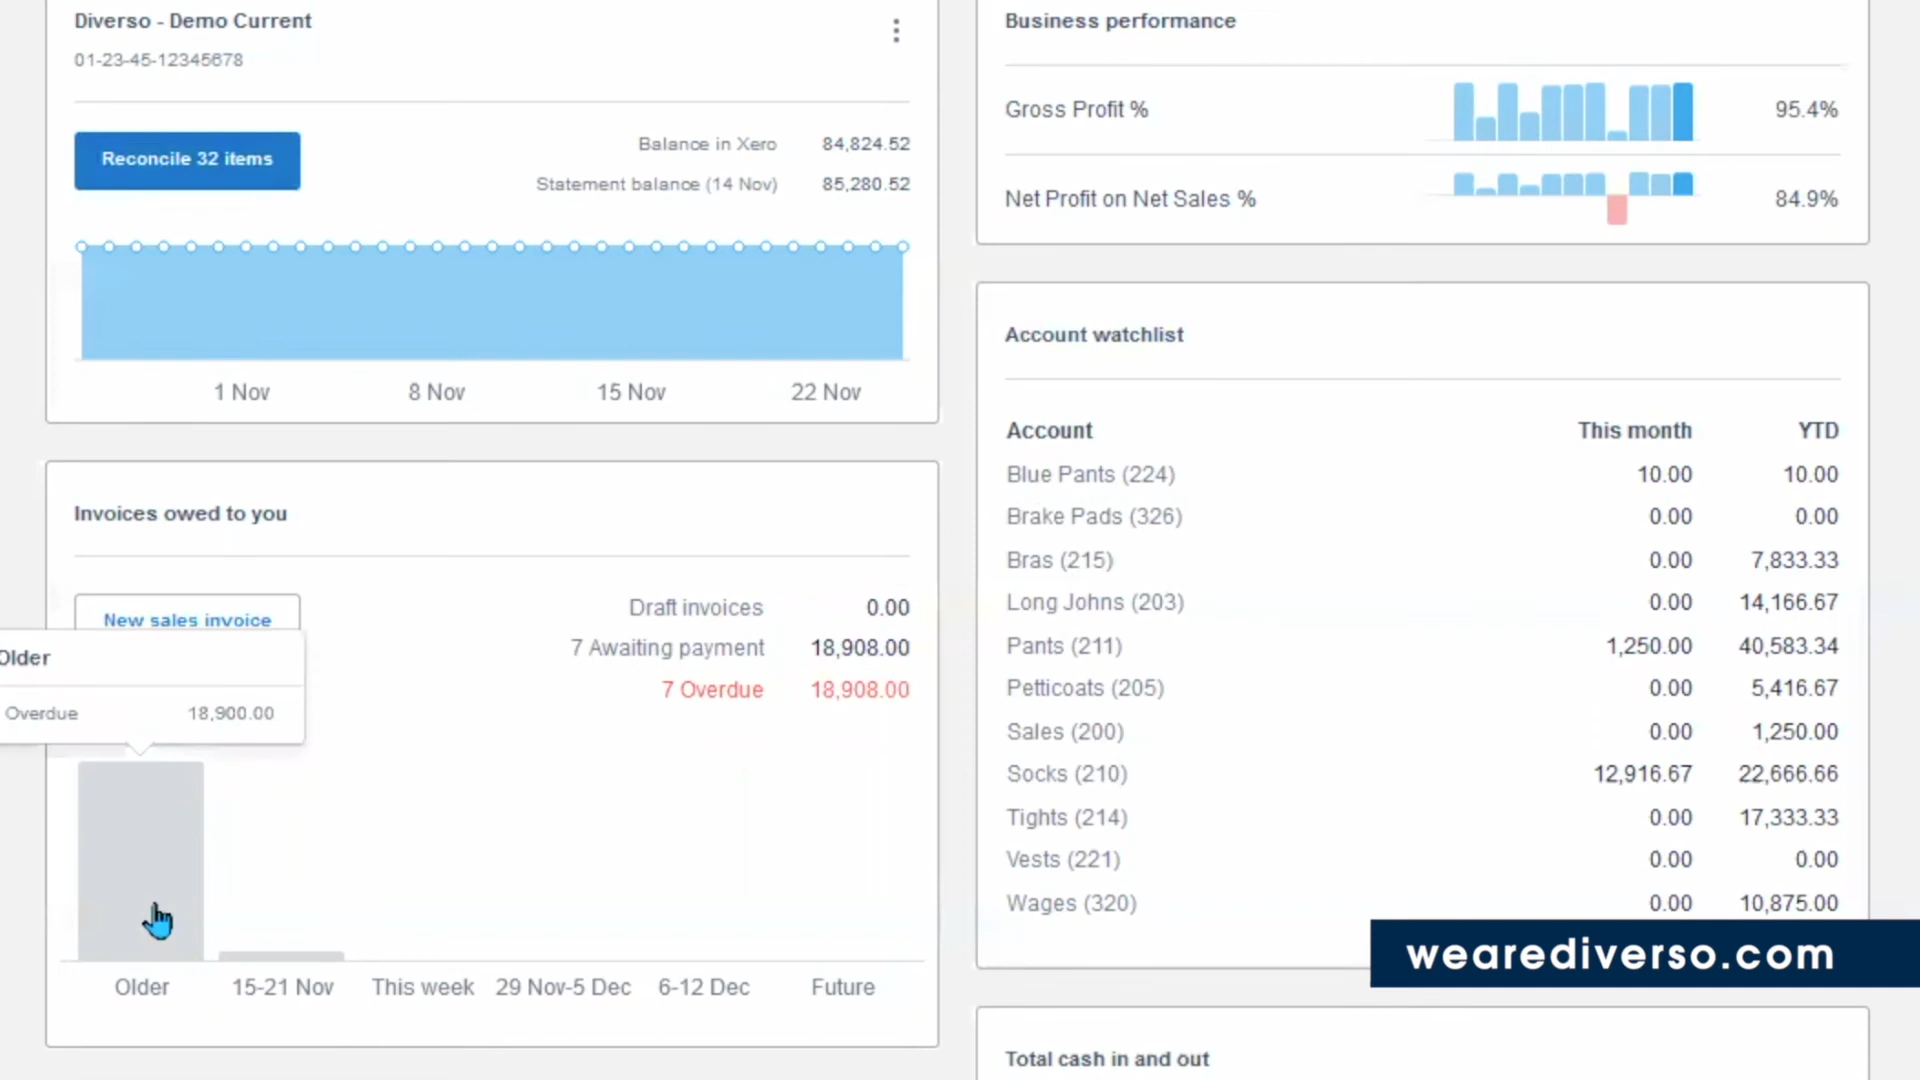 Diverso - Demo Current
01-23-45-12345678
Reconcile 32 items
Balance in Xero 84,824.52
Statement balance (14 Nov) 85,280.52
1 Nov 8 Nov 15 Nov 22 Nov
Invoices owed to you
New sales invoice
Draft invoices 0.00
7 Awaiting payment 18,908.00
7 Overdue 18,908.00
Older
Overdue 18,900.00
Older 15-21 Nov This week 29 Nov-5 Dec 6-12 Dec Future
Business performance
Gross Profit % 95.4%
Net Profit on Net Sales % 84.9%
Account watchlist
Account This month YTD
Blue Pants (224) 10.00 10.00
Brake Pads (326) 0.00 0.00
Bras (215) 0.00 7,833.33
Long Johns (203) 0.00 14,166.67
Pants (211) 1,250.00 40,583.34
Petticoats (205) 0.00 5,416.67
Sales (200) 0.00 1,250.00
Socks (210) 12,916.67 22,666.66
Tights (214) 0.00 17,333.33
Vests (221) 0.00 0.00
Wages (320) 0.00 10,875.00
wearediverso.com
Total cash in and out